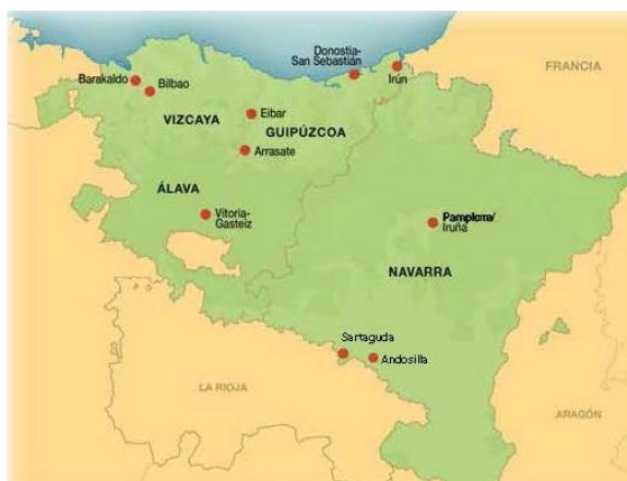 Donostia-
San Sebastián
Irún
FRANCIA
Barakaldo
Bilbao
Eibar
VIZCAYA
GUIPÚZCOA
Arrasate
ÁLAVA
Vitoria-
Gasteiz
Pamplona/
Iruña
NAVARRA
Sartaguda
Andosilla
LA RIOJA
ARAGÓN